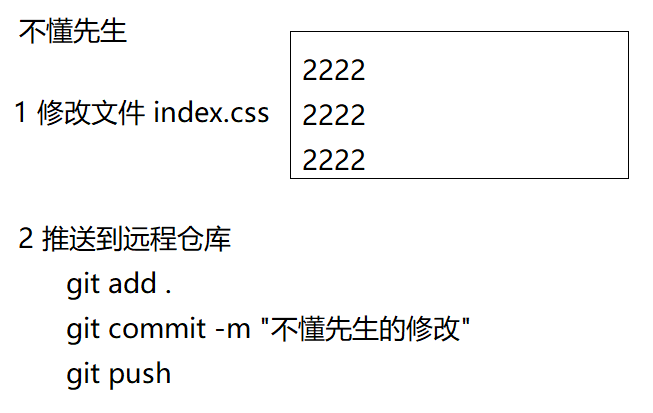 不懂先生
2222
1 修改文件 index.css
2222
2222
2 推送到远程仓库
git add .
git commit -m "不懂先生的修改"
git push